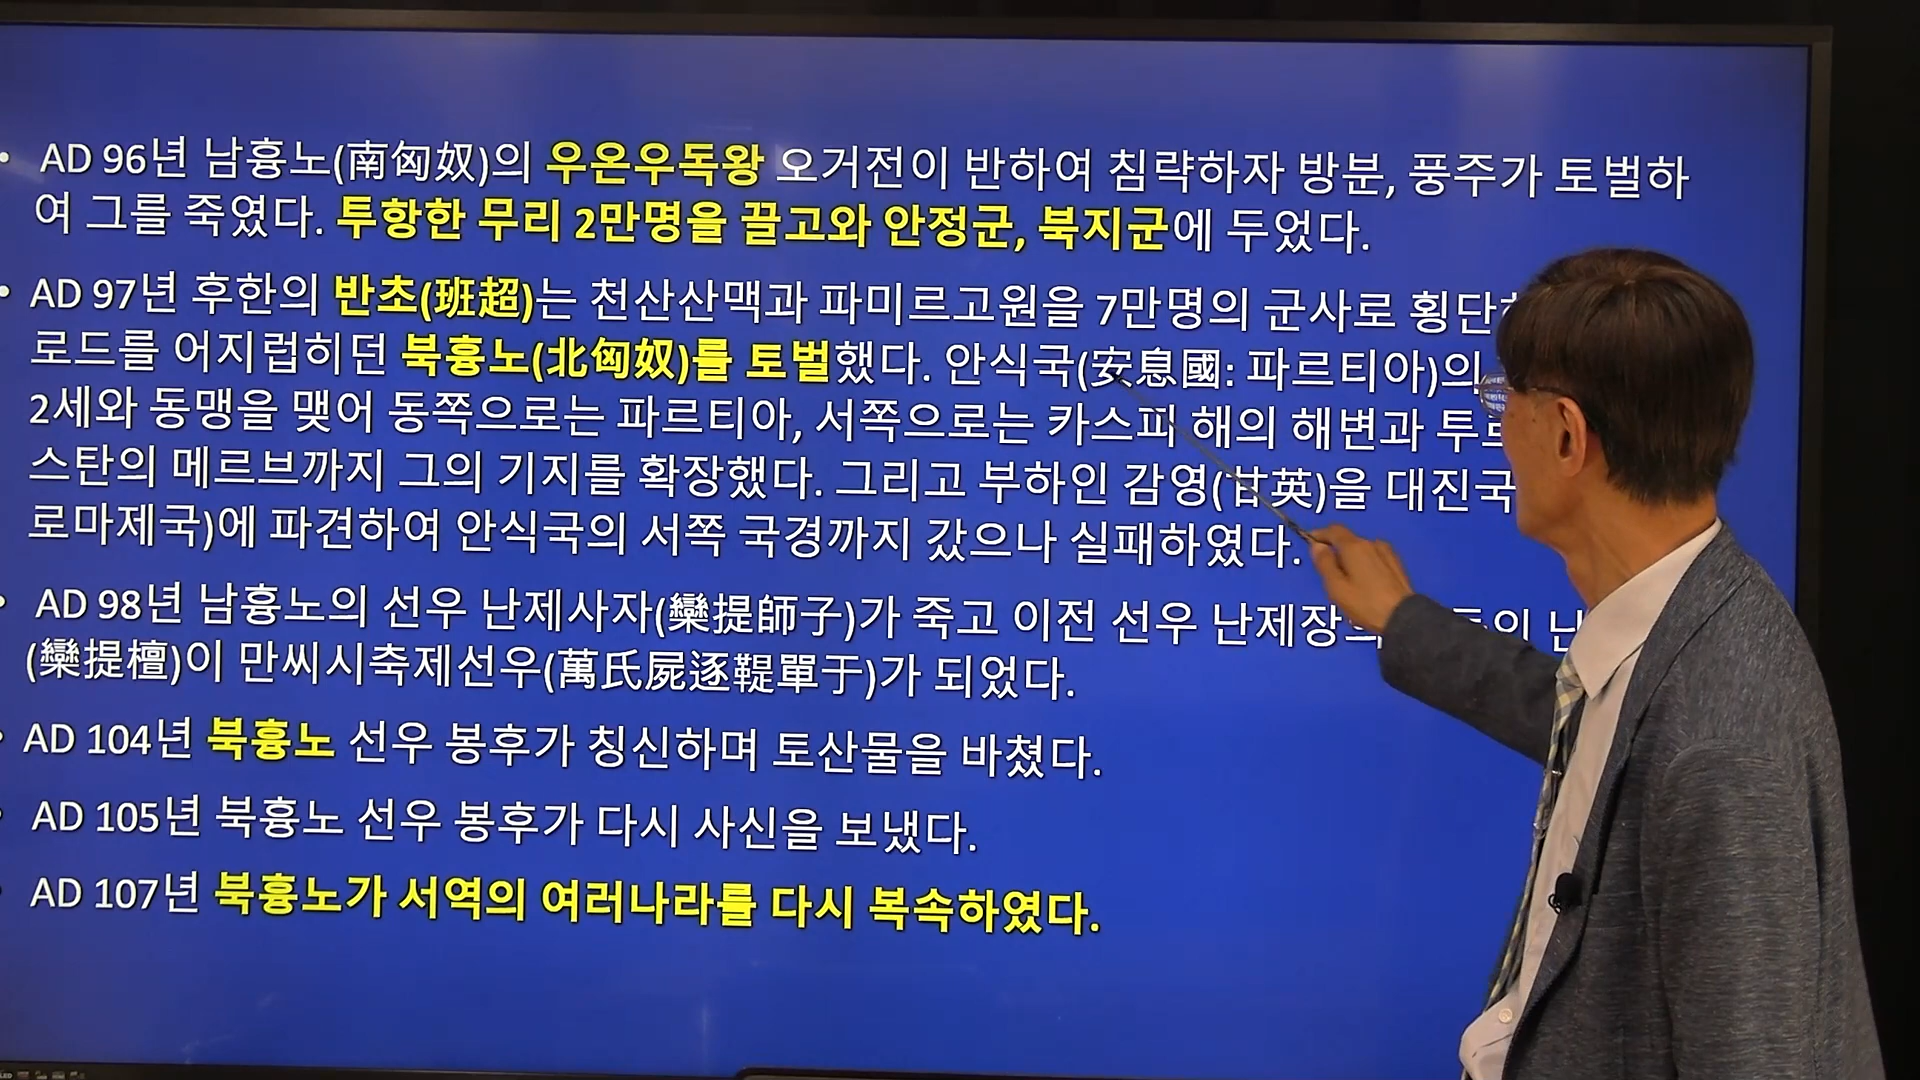 • AD 96년 남흉노(南匈奴)의 우온우독왕 오거전이 반하여 침략하자 방분, 풍주가 토벌하
여 그를 죽였다. 투항한 무리 2만명을 끌고와 안정군, 북지군에 두었다.
• AD 97년 후한의 반초(班超)는 천산산맥과 파미르고원을 7만명의 군사로
로드를 어지럽히던 북흉노(北匈奴)를 토벌했다. 안식국(安息國: 파르티아)의
2세와 동맹을 맺어 동쪽으로는 파르티아, 서쪽으로는 카스피 해의 해변과
스탄의 메르브까지 그의 기지를 확장했다. 그리고 부하인 감영(甘英)을 대진국
로마제국)에 파견하여 안식국의 서쪽 국경까지 갔으나 실패하였다.
• AD 98년 남흉노의 선우 난제사자(欒提師子)가 죽고 이전 선우
(欒提檀)이 만씨시축제선우(萬氏屍逐鞮單于)가 되었다.
• AD 104년 북흉노 선우 봉후가 칭신하며 토산물을 바쳤다.
• AD 105년 북흉노 선우 봉후가 다시 사신을 보냈다.
• AD 107년 북흉노가 서역의 여러나라를 다시 복속하였다.